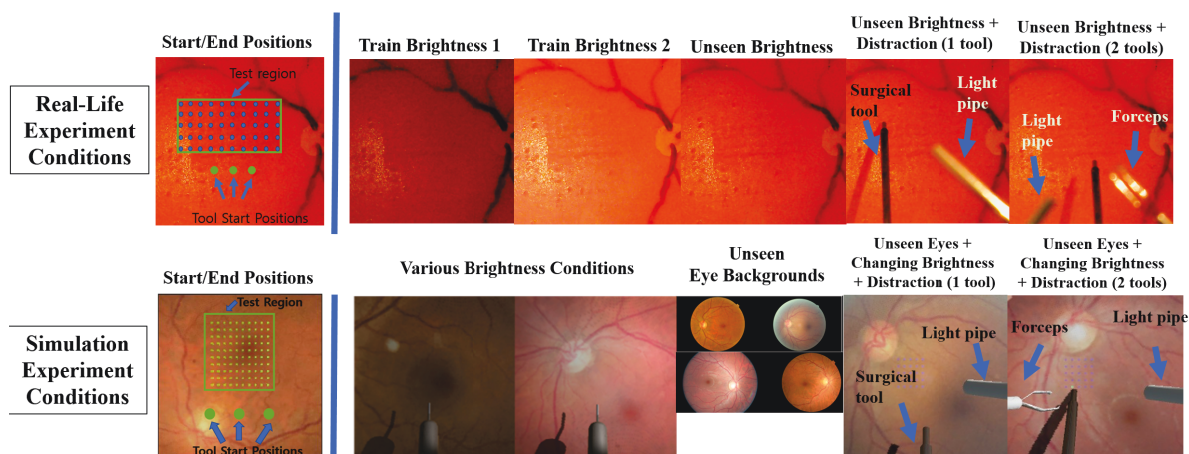 Real-Life
Experiment
Conditions
Start/End Positions
Test region
Tool Start Positions
Train Brightness 1
Train Brightness 2
Unseen Brightness
Unseen Brightness +
Distraction (1 tool)
Surgical
tool
Light
pipe
Unseen Brightness +
Distraction (2 tools)
Light
pipe
Forceps
Simulation
Experiment
Conditions
Start/End Positions
Test Region
Tool Start Positions
Various Brightness Conditions
Unseen
Eye Backgrounds
Unseen Eyes +
Changing Brightness
+ Distraction (1 tool)
Light pipe
Surgical
tool
Unseen Eyes +
Changing Brightness
+ Distraction (2 tools)
Forceps
Light pipe